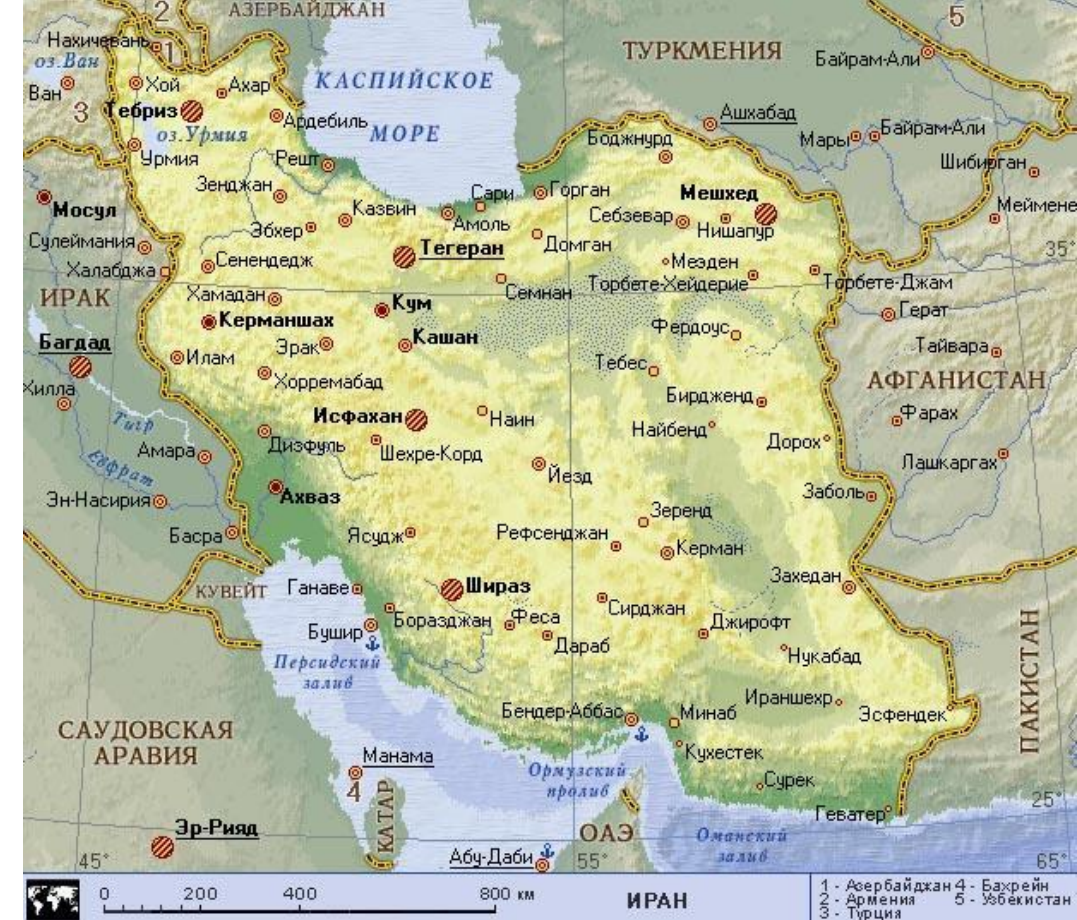 2
АЗЕРБАЙДЖАН
5
Нахичевань
1
ТУРКМЕНИЯ
Байрам-Али
оз.Ван
Ван
3
Хой
Ахар
КАСПИЙСКОЕ
МОРЕ
Тебриз
оз.Урмия
Ардебиль
Ашхабад
Мары
Байрам-Али
Боджнурд
Урмия
Решт
Шибирган
Зенджан
Сари
Горган
Мешхед
Мосул
Казвин
Амоль
Себзевар
Нишапур
Меймене
Эбхер
Сулеймания
Тегеран
Домган
35°
Халабджа
Сенендедж
Мезден
Семнан
Торбете-Хейдерие
Торбете-Джам
ИРАК
Хамадан
Кум
Герат
Керманшах
Фердоус
Багдад
Эрак
Кашан
Тайвара
Илам
Тебес
Хорремабад
АФГАНИСТАН
Хилла
Бирдженд
Исфахан
Наин
Фарах
Тигр
Найбенд
Дизфуль
Дорох
Амара
Шехре-Корд
Евфрат
Йезд
Лашкаргах
Эн-Насирия
Ахваз
Заболь
Зеренд
Басра
Ясудж
Рефсенджан
Керман
Захедан
КУВЕЙТ
Ганаве
Шираз
Сирджан
Боразджан
Феса
Джирофт
Бушир
Дараб
Нукабад
Персидский
залив
ПАКИСТАН
Ираншехр
Эсфендек
Бендер-Аббас
Минаб
САУДОВСКАЯ
АРАВИЯ
Кухестек
Манама
Ормузский
пролив
Сурек
4
КАТАР
25°
Геватер
Эр-Рияд
ОАЭ
Оманский
залив
45°
Абу-Даби
55°
65°
0 200 400 800 км
ИРАН
1 - Азербайджан 4 - Бахрейн
2 - Армения 5 - Узбекистан
3 - Турция